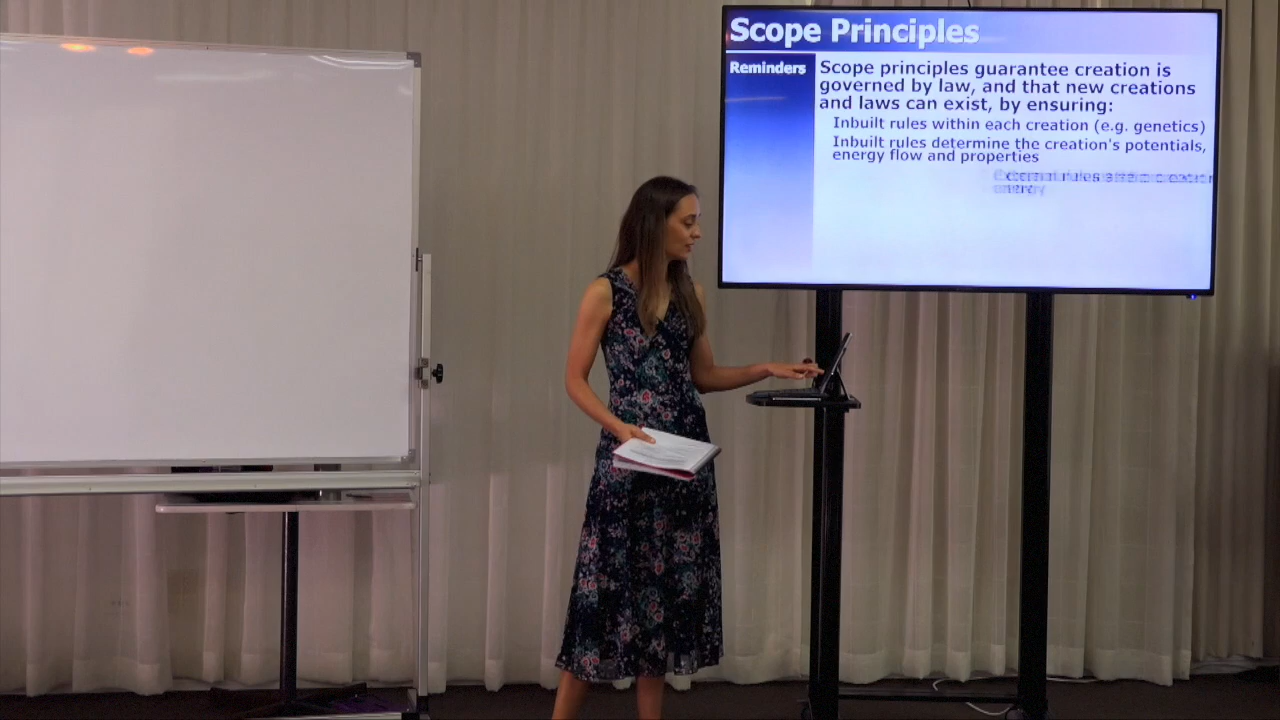 Scope Principles
Reminders
Scope principles guarantee creation is
governed by law, and that new creations
and laws can exist, by ensuring:
Inbuilt rules within each creation (e.g. genetics)
Inbuilt rules determine the creation's potentials,
energy flow and properties
rules